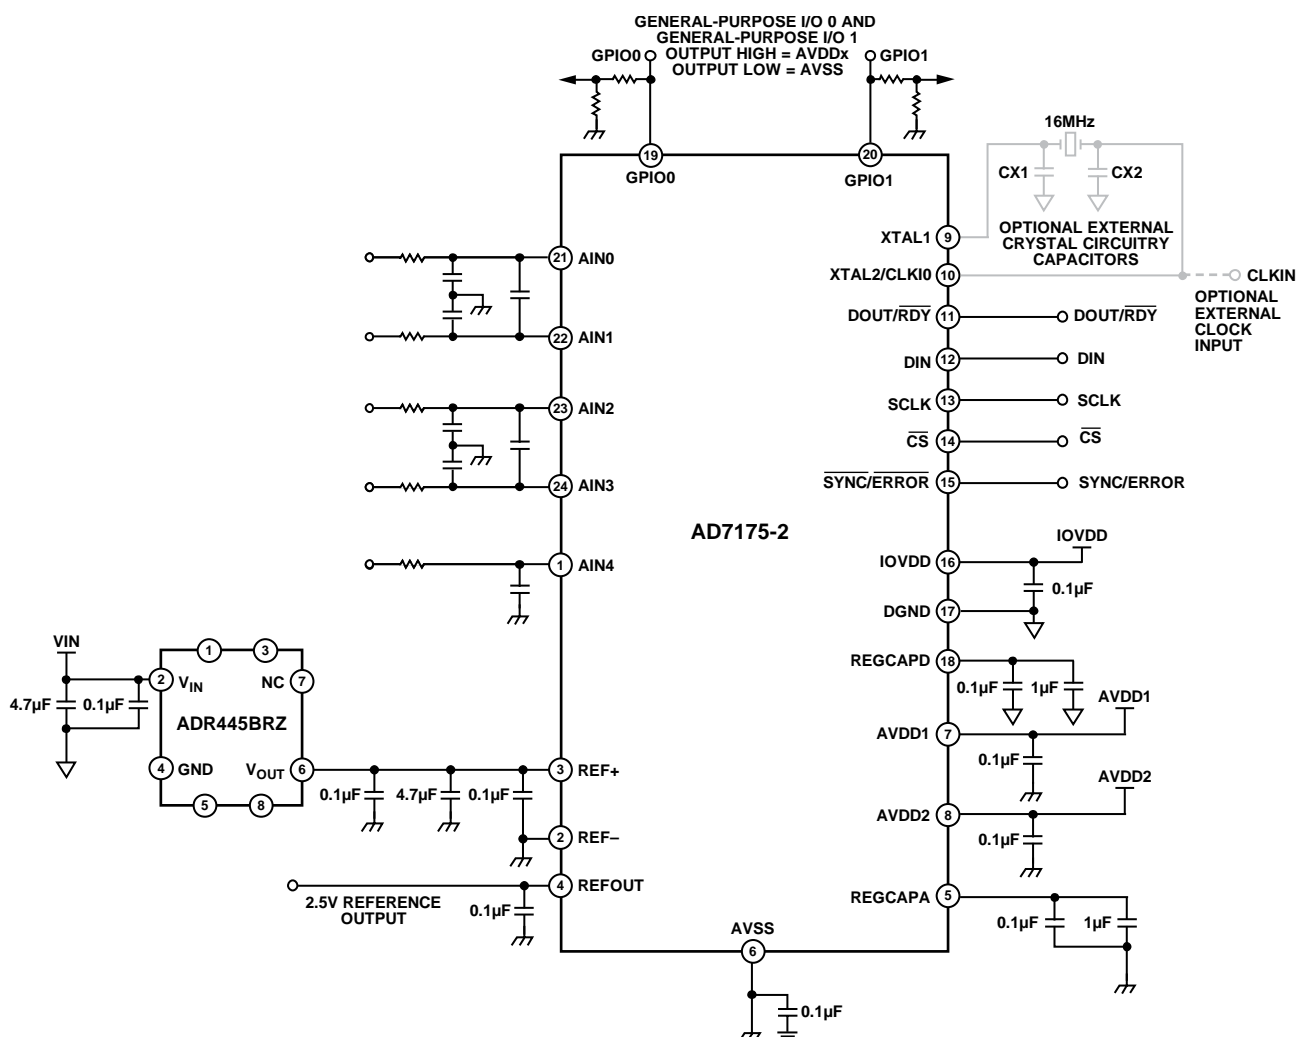 GENERAL-PURPOSE I/O 0 AND
GENERAL-PURPOSE I/O 1
OUTPUT HIGH = AVDDx
OUTPUT LOW = AVSS
GPIO0
GPIO1
19
20
GPIO0
GPIO1
16MHz
CX1
CX2
OPTIONAL EXTERNAL
CRYSTAL CIRCUITRY
CAPACITORS
XTAL1
9
XTAL2/CLKI0
10
CLKIN
OPTIONAL
EXTERNAL
CLOCK
INPUT
21
AIN0
22
AIN1
23
AIN2
24
AIN3
1
AIN4
DOUT/RDY
11
DOUT/RDY
DIN
12
DIN
SCLK
13
SCLK
CS
14
CS
SYNC/ERROR
15
SYNC/ERROR
AD7175-2
IOVDD
IOVDD
16
0.1µF
DGND
17
REGCAPD
18
0.1µF
1µF
AVDD1
AVDD1
7
0.1µF
AVDD2
AVDD2
8
0.1µF
REGCAPA
5
0.1µF
1µF
VIN
1
3
2
VIN
NC
7
4.7µF
0.1µF
ADR445BRZ
4
GND
VOUT
6
5
8
0.1µF
4.7µF
0.1µF
3
REF+
2
REF–
4
REFOUT
2.5V REFERENCE
OUTPUT
0.1µF
AVSS
6
0.1µF